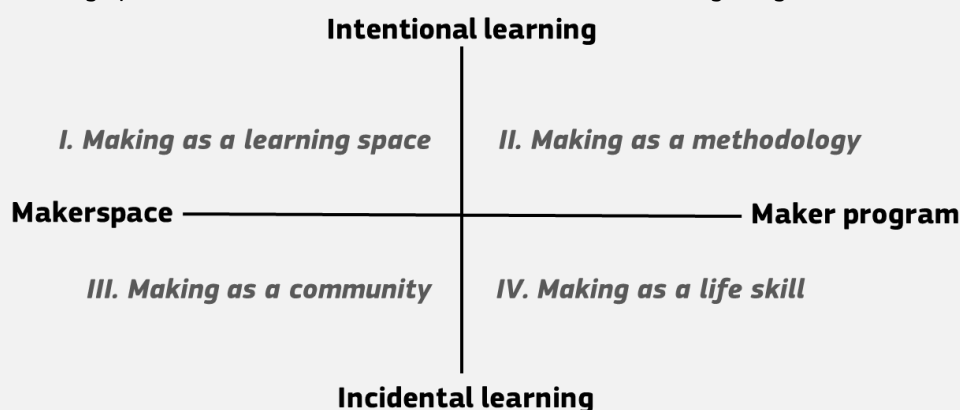 Intentional learning
I. Making as a learning space
II. Making as a methodology
Makerspace
Maker program
III. Making as a community
IV. Making as a life skill
Incidental learning